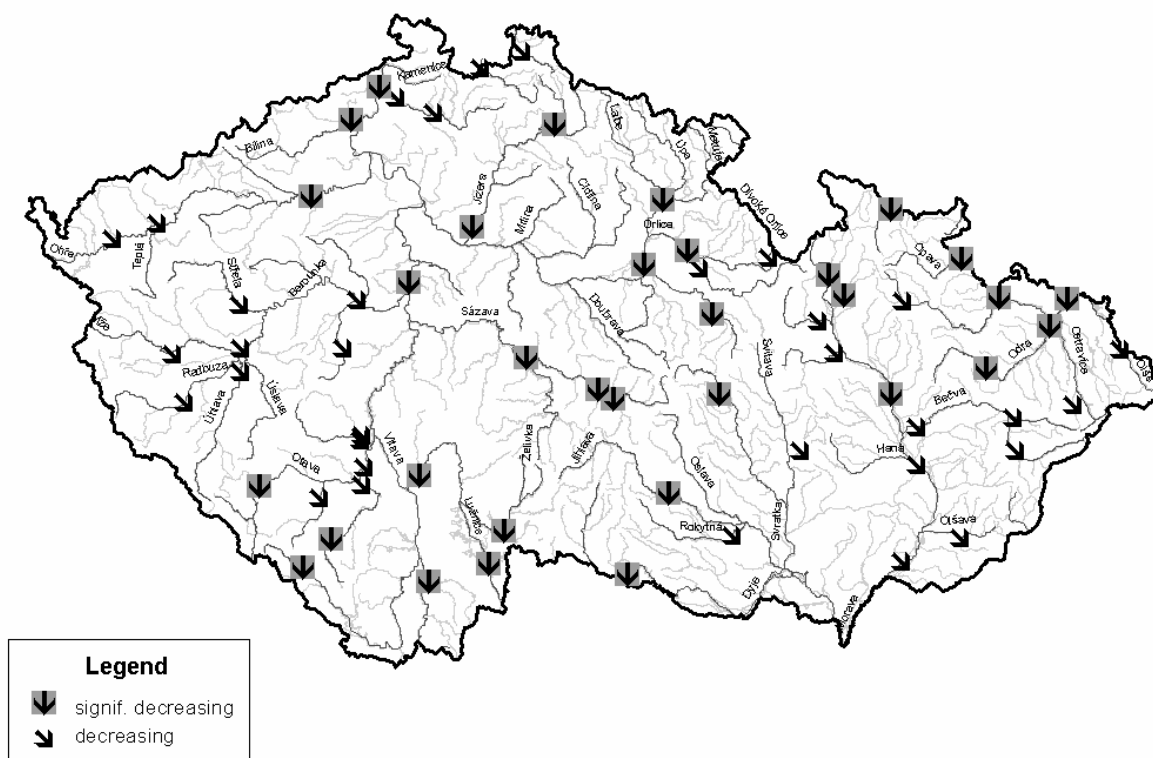 Kamenice
Labe
Úpa
Metuje
Bílina
Jizera
Cidlina
Mrlina
Divoká Orlice
Orlice
Ohře
Teplá
Střela
Berounka
Opava
Sázava
Doubrava
Svitava
Odra
Ostravice
Olše
Radbuza
Úhlava
Úslava
Bečva
Otava
Vltava
Želivka
Jihlava
Haná
Oslava
Lužnice
Rokytná
Svratka
Olšava
Dyje
Morava
Legend
signif. decreasing
decreasing